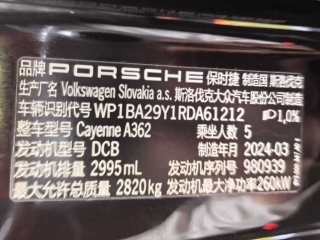 品牌 PORSCHE 保时捷 制造国 斯洛伐克
生产厂名 Volkswagen Slovakia a.s. 斯洛伐克大众汽车股份公司制造
车辆识别代号 WP1BA29Y1RDA61212 1,0%
整车型号 Cayenne A362 乘坐人数 5
发动机型号 DCB 制造年月 2024-03
发动机排量 2995mL 发动机序列号 980939
最大允许总质量 2820kg 发动机最大净功率 260kW